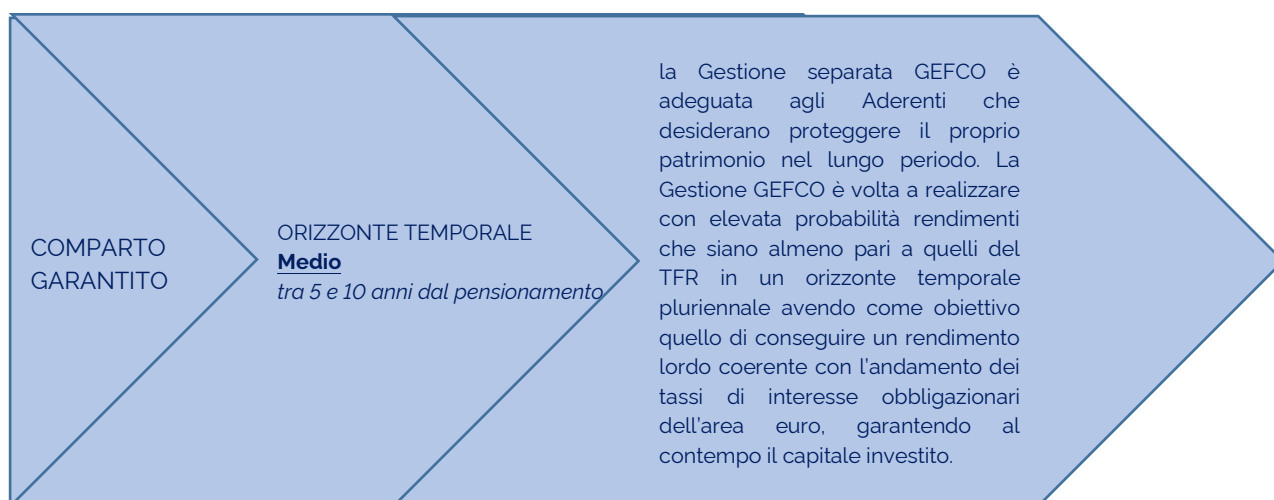 COMPARTO
GARANTITO
ORIZZONTE TEMPORALE
Medio
tra 5 e 10 anni dal pensionamento
la Gestione separata GEFCO è
adeguata agli Aderenti che
desiderano proteggere il proprio
patrimonio nel lungo periodo. La
Gestione GEFCO è volta a realizzare
con elevata probabilità rendimenti
che siano almeno pari a quelli del
TFR in un orizzonte temporale
pluriennale avendo come obiettivo
quello di conseguire un rendimento
lordo coerente con l'andamento dei
tassi di interesse obbligazionari
dell'area euro, garantendo al
contempo il capitale investito.